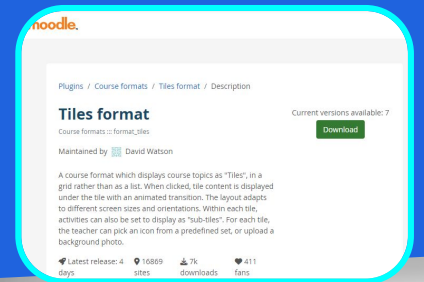 moodle.
Plugins / Course formats / Tiles format / Description
Tiles format
Current versions available: 7
Course formats ::: format_tiles
Download
Maintained by David Watson
A course format which displays course topics as "Tiles", in a
grid rather than as a list. When clicked, tile content is displayed
under the tile with an animated transition. The layout adapts
to different screen sizes and orientations. Within each tile,
activities can also be set to display as "sub-tiles". For each tile,
the teacher can pick an icon from a predefined set, or upload a
background photo.
Latest release: 4 days
16869 sites
7k downloads
411 fans